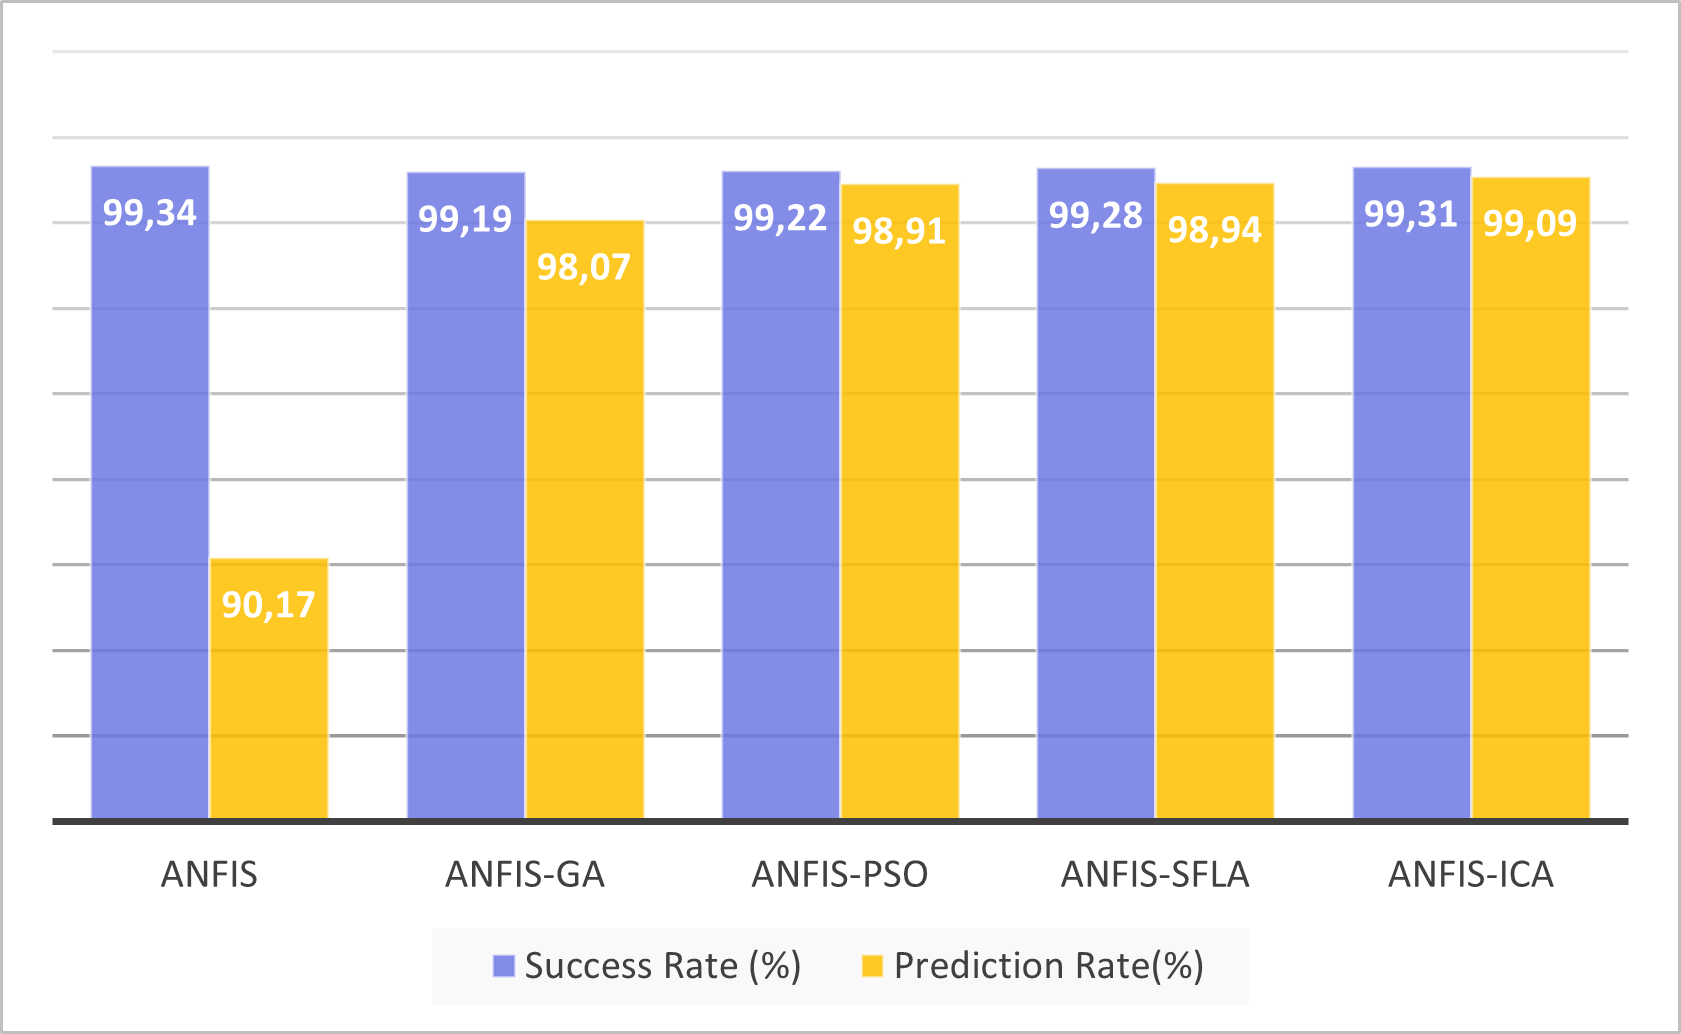 99,34
99,19
98,07
99,22
98,91
99,28
98,94
99,31
99,09
90,17
ANFIS
ANFIS-GA
ANFIS-PSO
ANFIS-SFLA
ANFIS-ICA
Success Rate (%)
Prediction Rate(%)